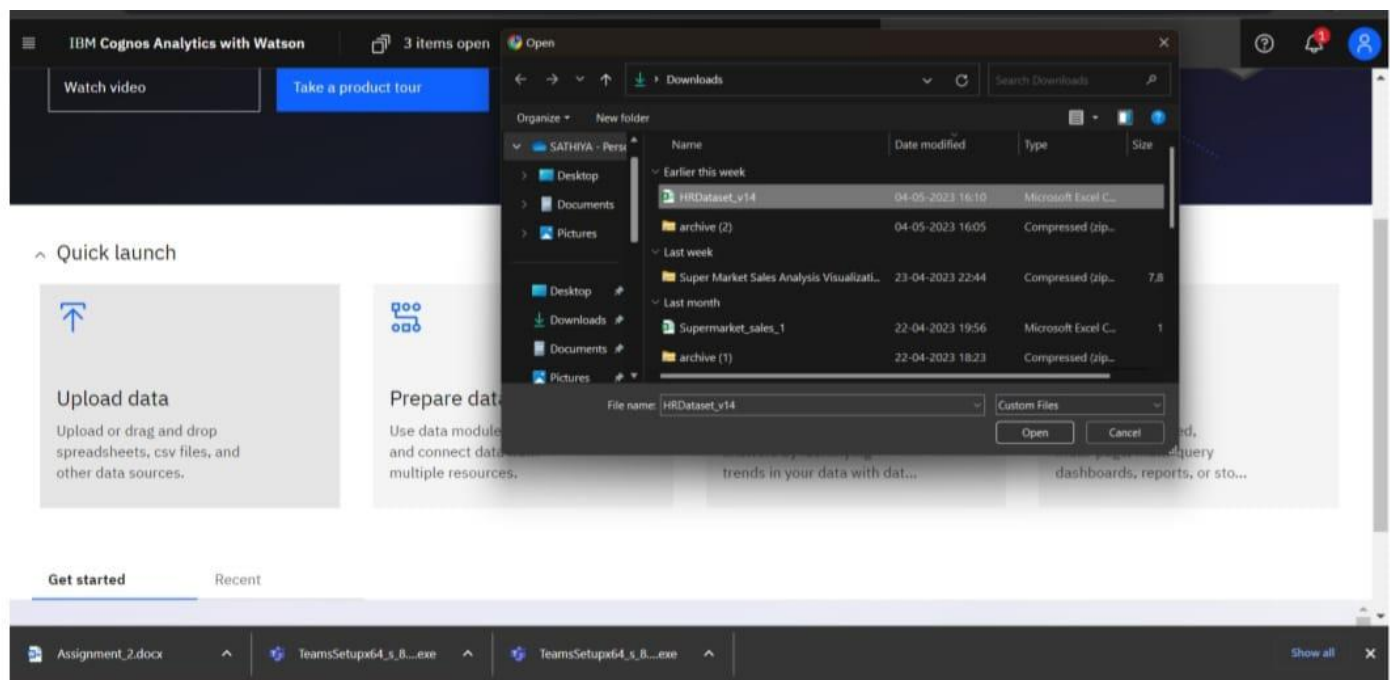 IBM Cognos Analytics with Watson
3 items open
Open
1
Watch video
Take a product tour
Downloads
Search Downloads
Organize
New folder
SATHIYA - Pers
Desktop
Documents
Pictures
Desktop
Downloads
Documents
Pictures
Name Date modified Type Size
Earlier this week
HRDataset_v14 04-05-2023 16:10 Microsoft Excel C...
archive (2) 04-05-2023 16:05 Compressed (zip...
Last week
Super Market Sales Analysis Visualizati... 23-04-2023 22:44 Compressed (zip... 7,8
Last month
Supermarket_sales_1 22-04-2023 19:56 Microsoft Excel C... 1
archive (1) 22-04-2023 18:23 Compressed (zip...
File name: HRDataset_v14
Custom Files
Open
Cancel
Quick launch
Upload data
Upload or drag and drop
spreadsheets, csv files, and
other data sources.
Prepare dat
Use data module
and connect dat
multiple resources.
trends in your data with dat...
ed,
query
dashboards, reports, or sto...
Get started
Recent
Assignment_2.docx
TeamsSetupx64_s_8....exe
TeamsSetupx64_s_8....exe
Show all